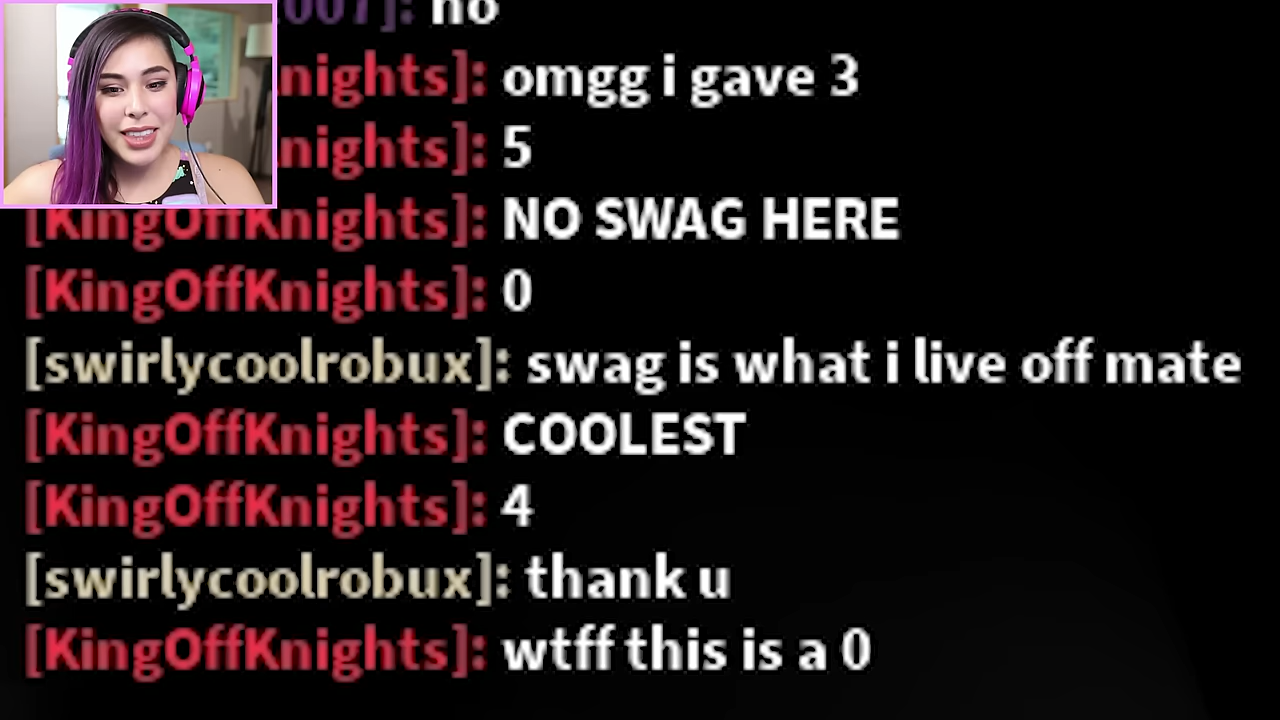 007]: no
nights]: omgg i gave 3
nights]: 5
[KingOffKnights]: NO SWAG HERE
[KingOffKnights]: 0
[swirlycoolrobux]: swag is what i live off mate
[KingOffKnights]: COOLEST
[KingOffKnights]: 4
[swirlycoolrobux]: thank u
[KingOffKnights]: wtff this is a 0